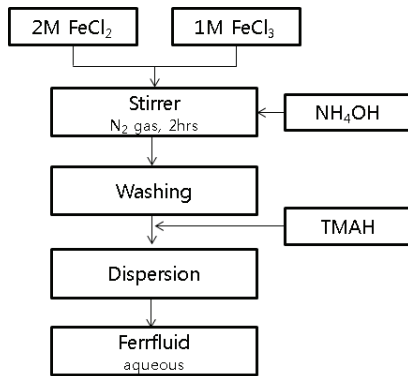 2M FeCl₂
1M FeCl₃
Stirrer
N₂ gas, 2hrs
NH₄OH
Washing
TMAH
Dispersion
Ferrfluid
aqueous